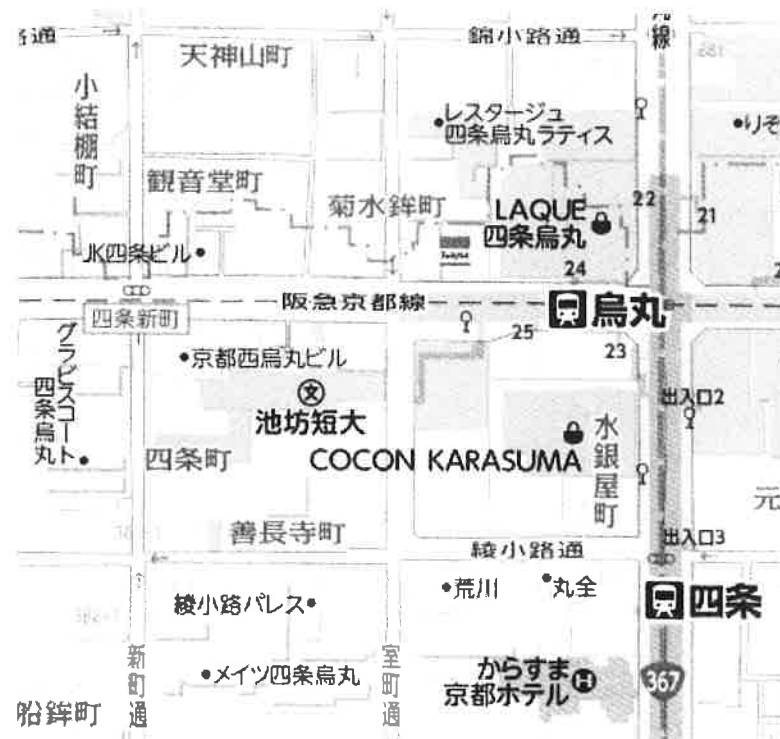 錦小路通
天神山町
小結棚町
レスタージュ
四条烏丸ラティス
観音堂町
菊水鉾町
LAQUE
四条烏丸
22
21
JK四条ビル
24
阪急京都線
烏丸
四条新町
25
23
グラビスコート
四条烏丸
京都西烏丸ビル
文
池坊短大
出入口2
四条町
COCON KARASUMA
水銀屋町
善長寺町
綾小路通
出入口3
綾小路パレス
荒川
丸全
四条
新町通
メイツ四条烏丸
室町通
からすま
京都ホテル
H
367